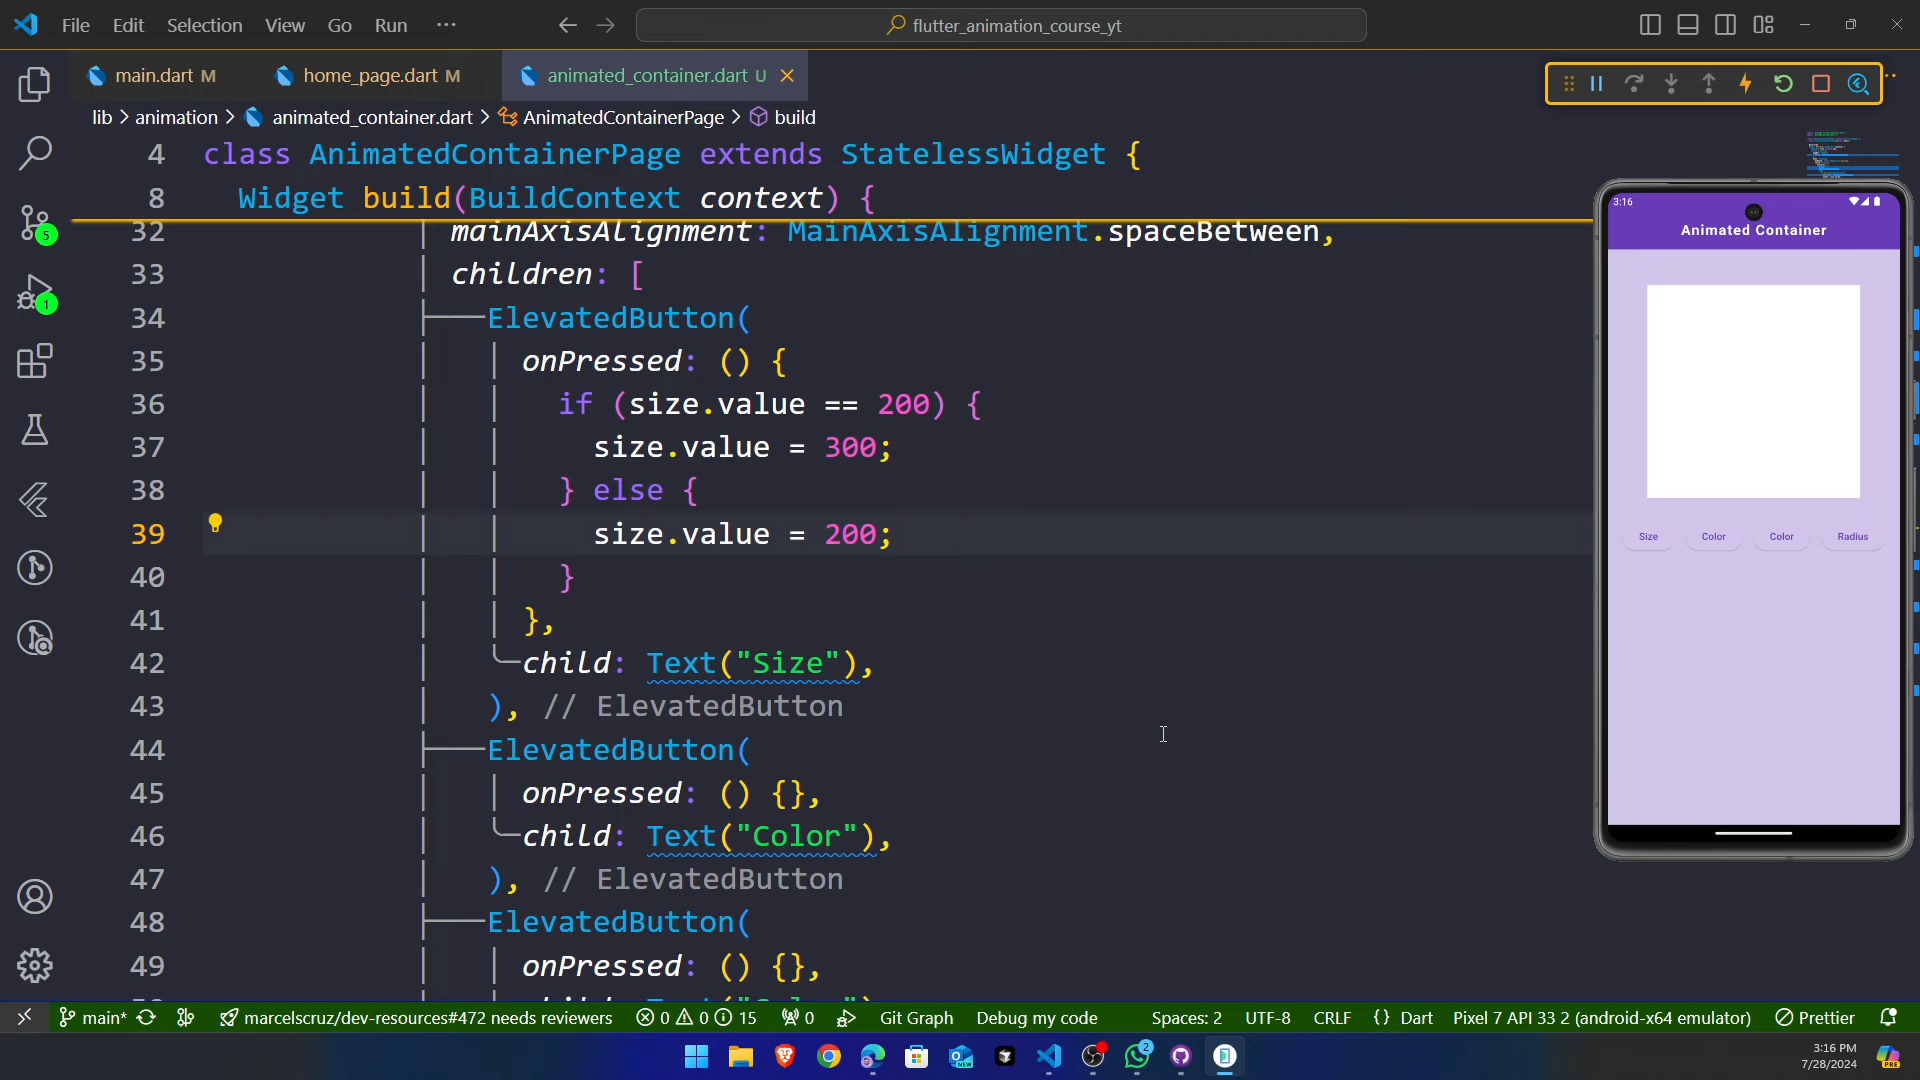 File Edit Selection View Go Run ···
flutter_animation_course_yt
main.dart M
home_page.dart M
animated_container.dart U
lib > animation > animated_container.dart > AnimatedContainerPage > build
4 class AnimatedContainerPage extends StatelessWidget {
8 Widget build(BuildContext context) {
32 mainAxisAlignment: MainAxisAlignment.spaceBetween,
33 children: [
34 ElevatedButton(
35 onPressed: () {
36 if (size.value == 200) {
37 size.value = 300;
38 } else {
39 size.value = 200;
40 }
41 },
42 child: Text("Size"),
43 ), // ElevatedButton
44 ElevatedButton(
45 onPressed: () {},
46 child: Text("Color"),
47 ), // ElevatedButton
48 ElevatedButton(
49 onPressed: () {},
5
1
3:16
Animated Container
Size Color Color Radius
main* marcelscruz/dev-resources#472 needs reviewers 0 0 15 0 Git Graph Debug my code Spaces: 2 UTF-8 CRLF {} Dart Pixel 7 API 33 2 (android-x64 emulator) Prettier
NEW
2
3:16 PM
7/28/2024
PRE